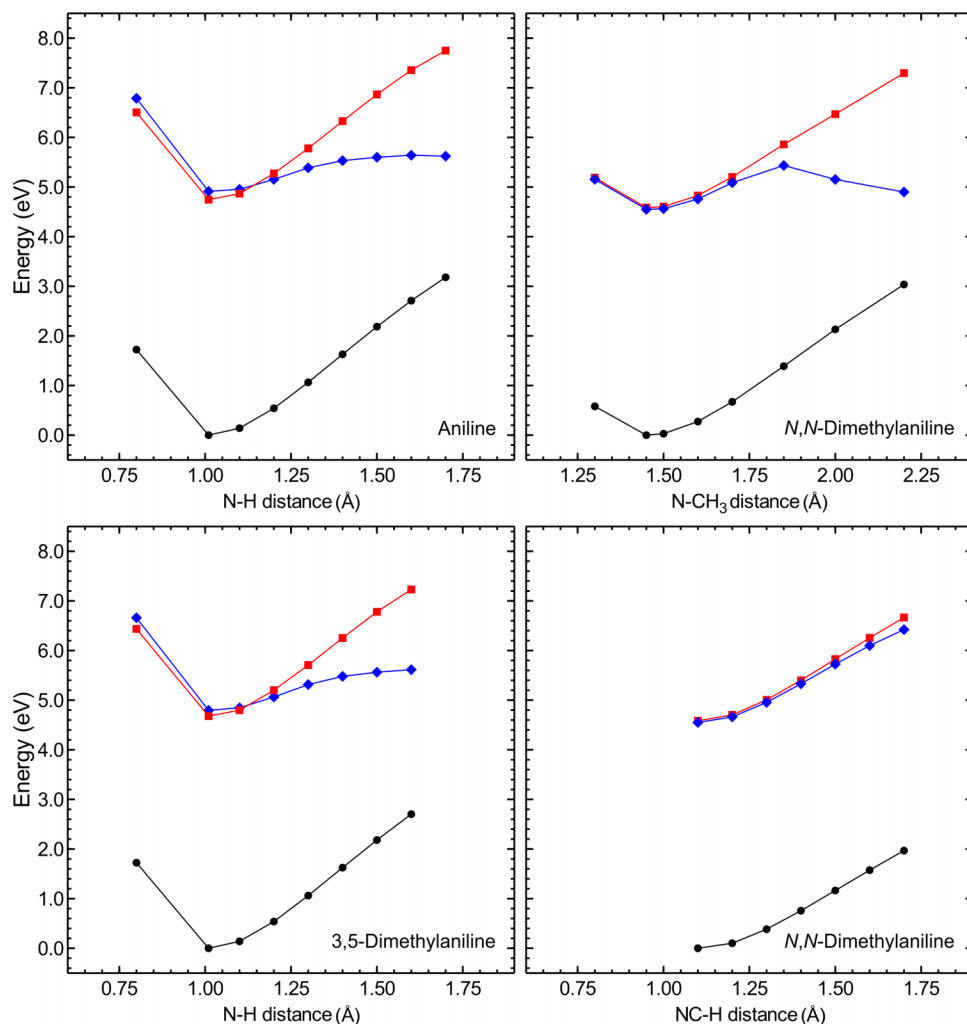 Energy (eV)
8.0
7.0
6.0
5.0
4.0
3.0
2.0
1.0
0.0
Aniline
0.75 1.00 1.25 1.50 1.75
N-H distance (Å)
N,N-Dimethylaniline
1.25 1.50 1.75 2.00 2.25
N-CH3 distance (Å)
Energy (eV)
8.0
7.0
6.0
5.0
4.0
3.0
2.0
1.0
0.0
3,5-Dimethylaniline
0.75 1.00 1.25 1.50 1.75
N-H distance (Å)
N,N-Dimethylaniline
0.75 1.00 1.25 1.50 1.75
NC-H distance (Å)